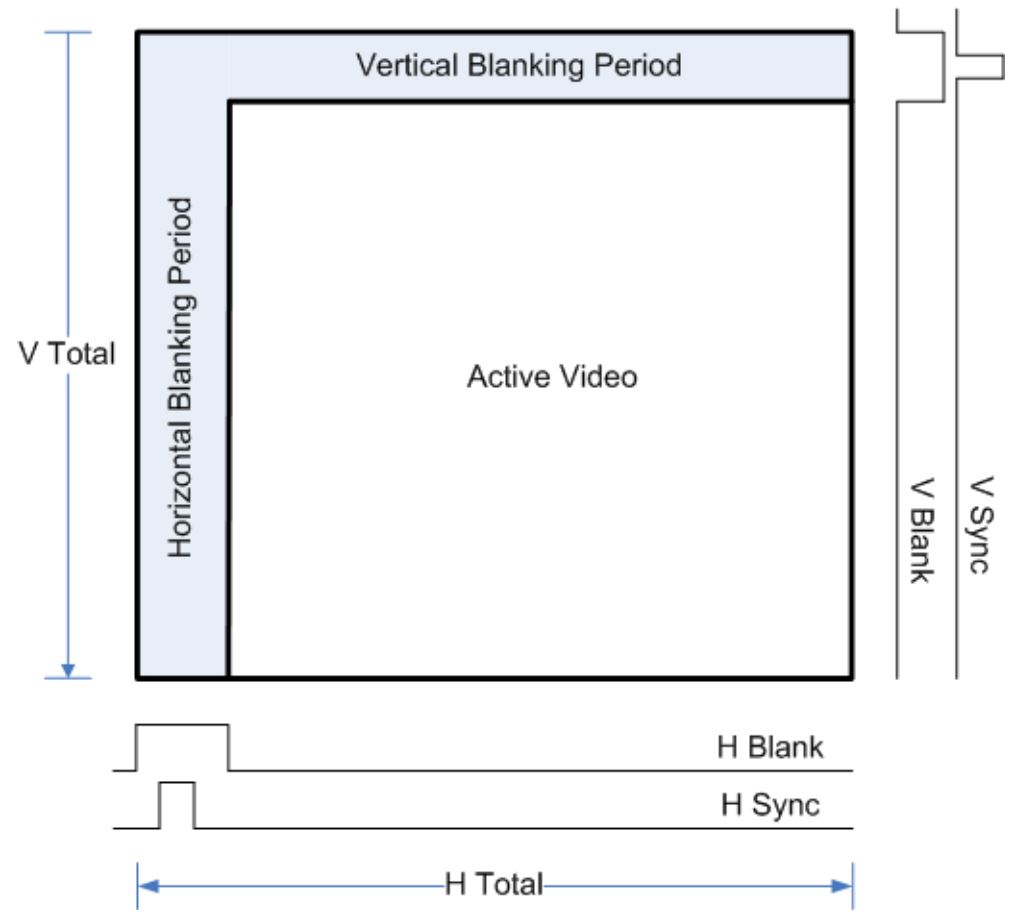 Vertical Blanking Period
Horizontal Blanking Period
V Total
Active Video
V Blank
V Sync
H Blank
H Sync
H Total